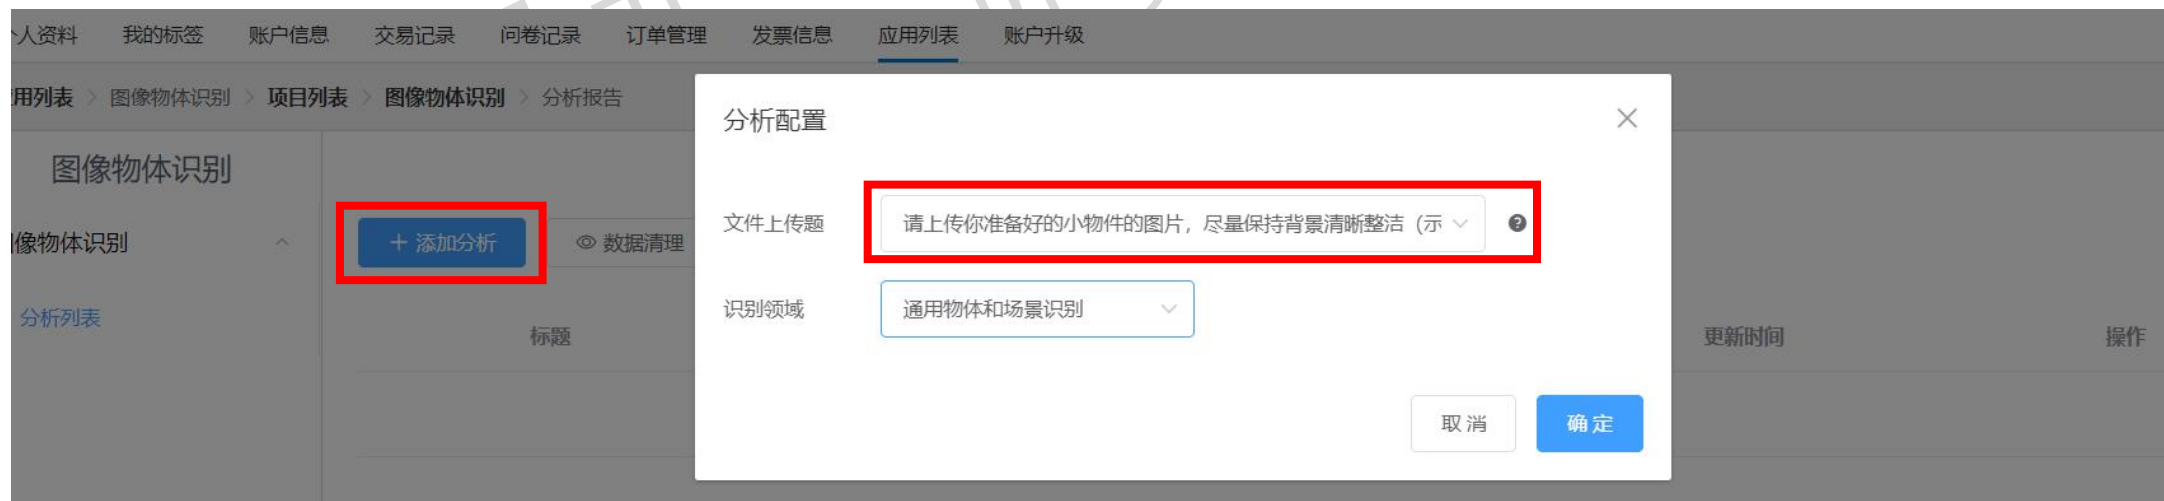 人资料 我的标签 账户信息 交易记录 问卷记录 订单管理 发票信息 应用列表 账户升级
用列表 > 图像物体识别 > 项目列表 > 图像物体识别 > 分析报告
分析配置
图像物体识别
文件上传题 请上传你准备好的小物件的图片，尽量保持背景清晰整洁（示
像物体识别
+ 添加分析 数据清理
识别领域 通用物体和场景识别
分析列表
标题 更新时间 操作
取消 确定